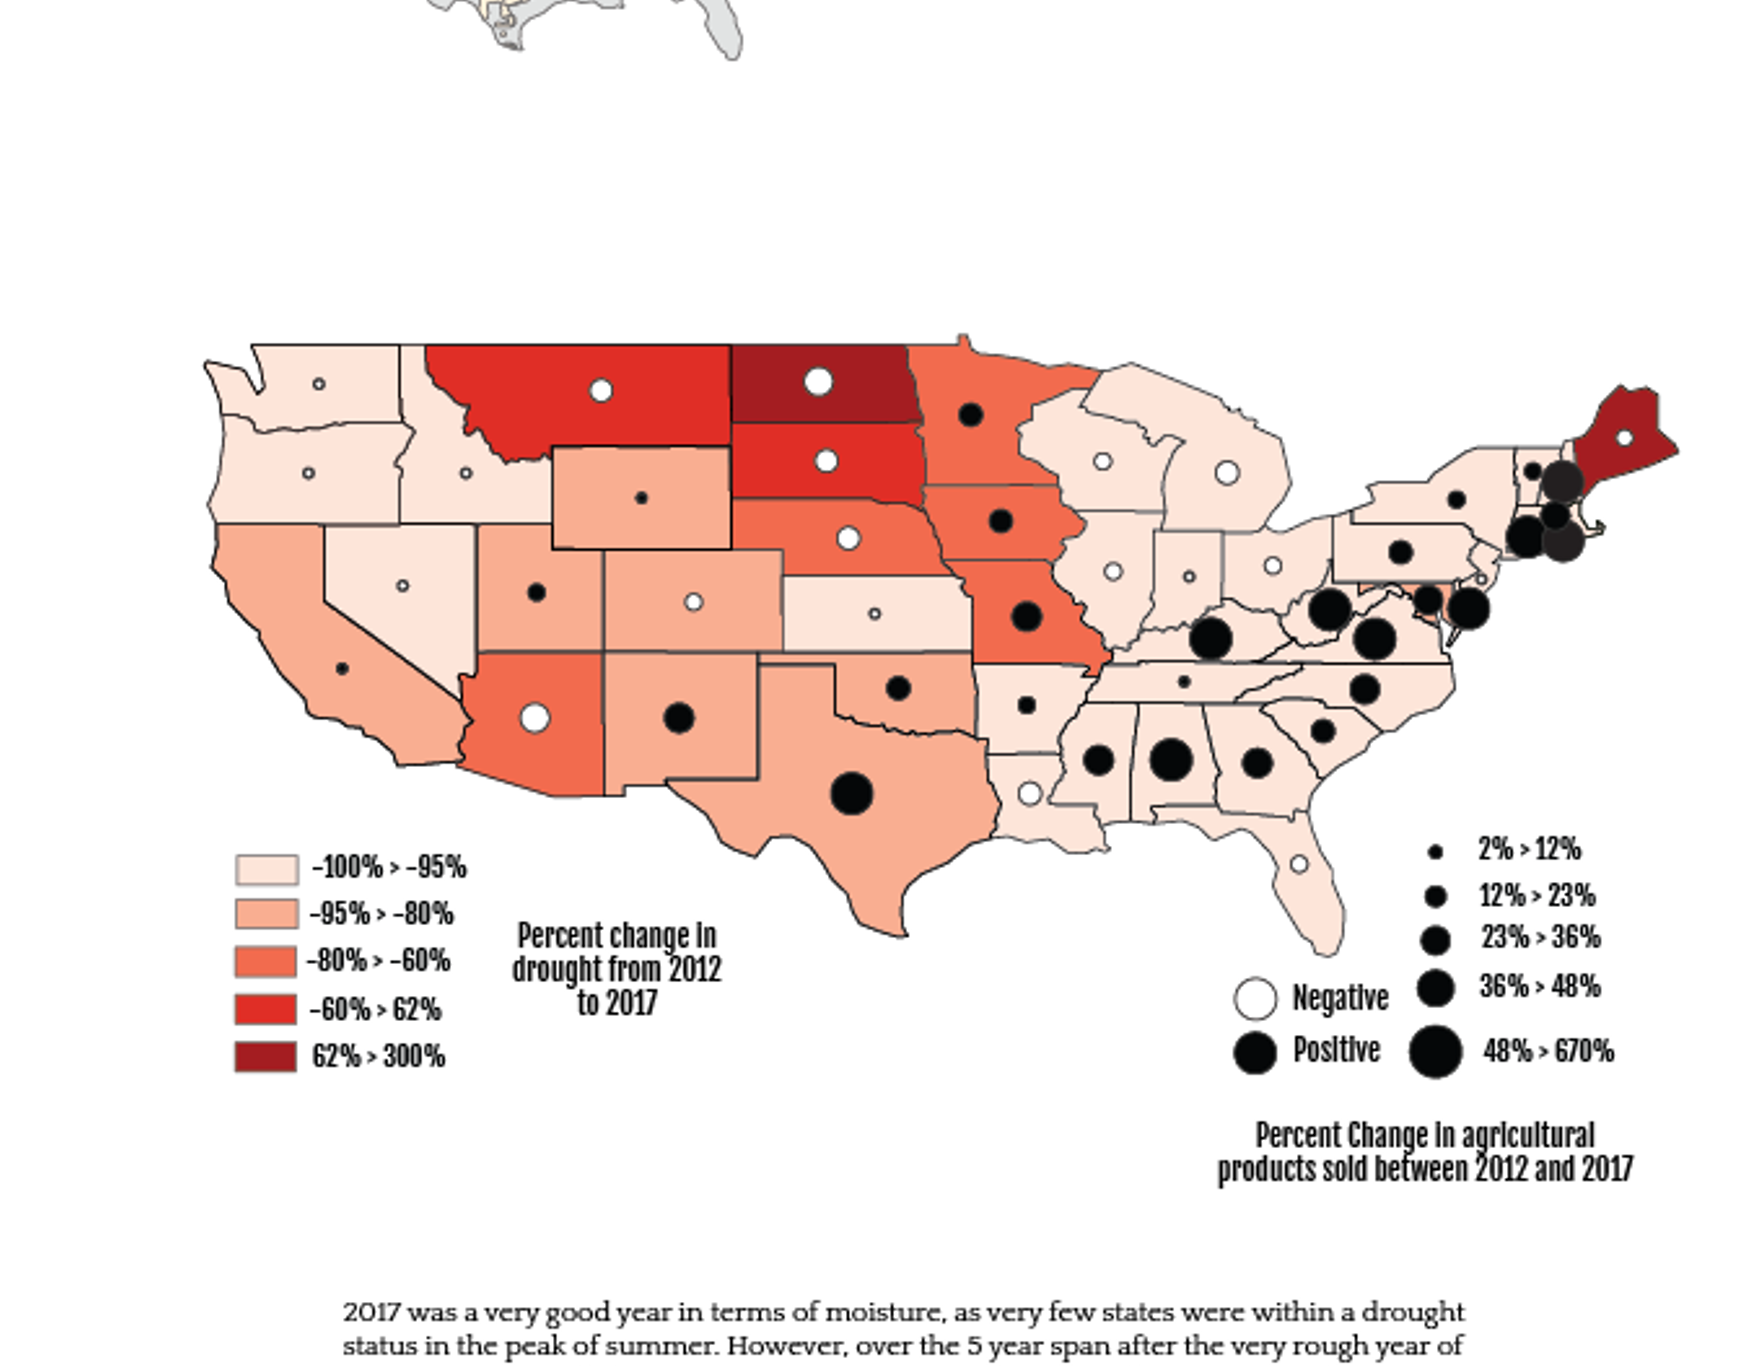 -100% > -95%
-95% > -80%
-80% > -60%
-60% > 62%
62% > 300%
Percent change in
drought from 2012
to 2017
2% > 12%
12% > 23%
23% > 36%
36% > 48%
48% > 670%
Negative
Positive
Percent Change in agricultural
products sold between 2012 and 2017
2017 was a very good year in terms of moisture, as very few states were within a drought
status in the peak of summer. However, over the 5 year span after the very rough year of